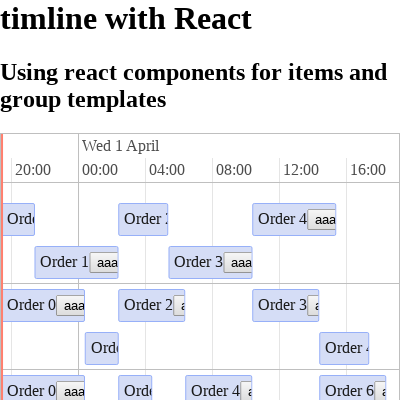 timline with React
Using react components for items and
group templates
Wed 1 April
20:00 00:00 04:00 08:00 12:00 16:00
Order 4 aaa
Order 1 aaa Order 3 aaa
Order 0 aaa Order 2 a Order 3
Order 0 aaa Order 4 a Order 6 a